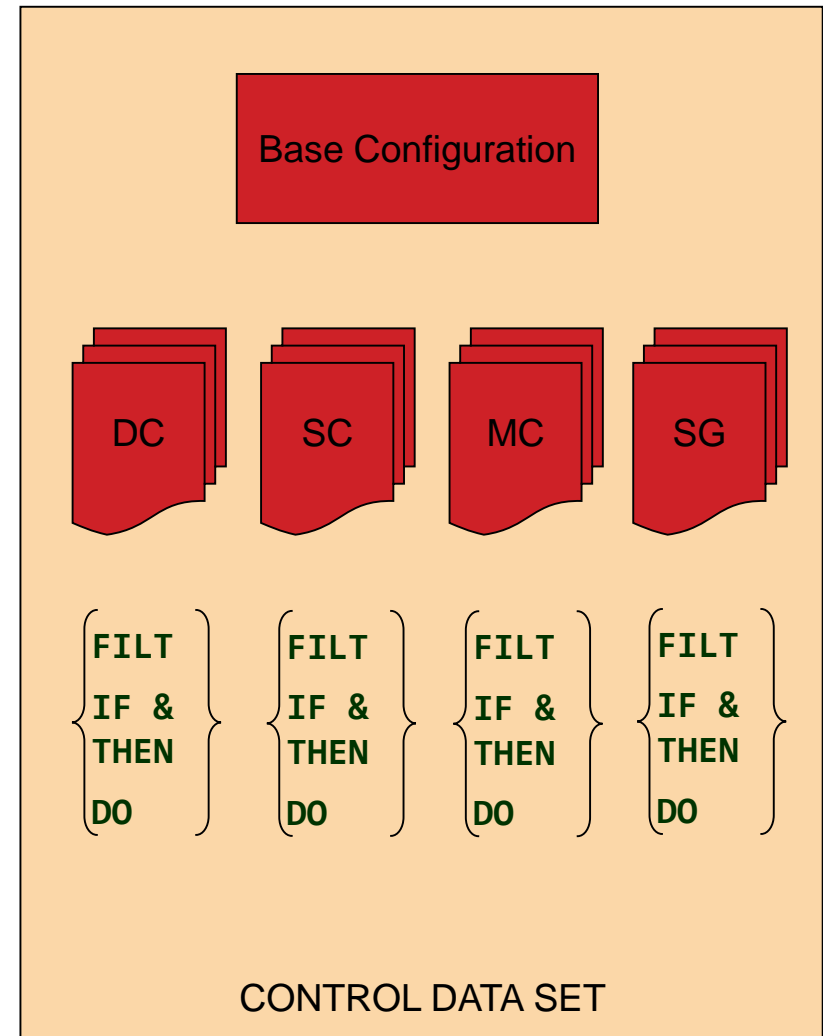 Base Configuration
DC SC MC SG
FILT FILT FILT FILT
IF & IF & IF & IF &
THEN THEN THEN THEN
DO DO DO DO
CONTROL DATA SET